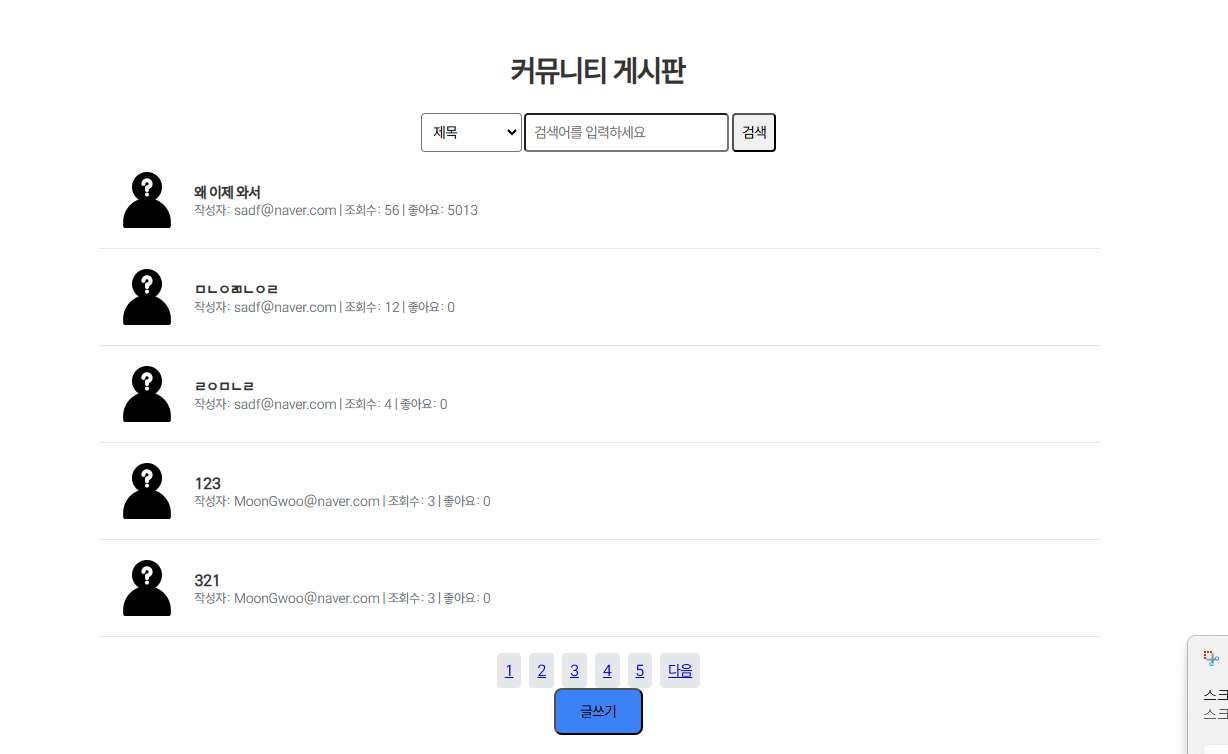 커뮤니티 게시판
제목 검색어를 입력하세요 검색
왜 이제 와서
작성자: sadf@naver.com | 조회수: 56 | 좋아요: 5013
작성자: sadf@naver.com | 조회수: 12 | 좋아요: 0
ㄹㅇㅁㄴㄹ
작성자: sadf@naver.com | 조회수: 4 | 좋아요: 0
123
작성자: MoonGwoo@naver.com | 조회수: 3 | 좋아요: 0
321
작성자: MoonGwoo@naver.com | 조회수: 3 | 좋아요: 0
1 2 3 4 5 다음
글쓰기